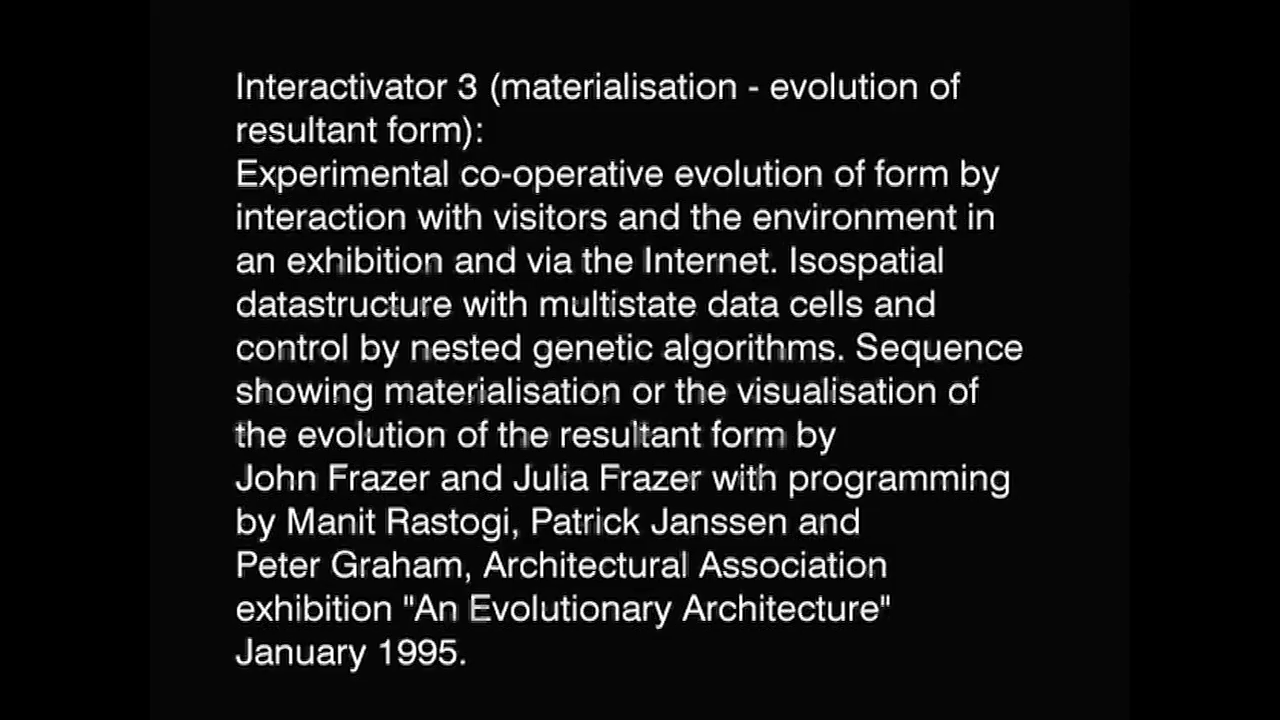 Interactivator 3 (materialisation - evolution of
resultant form):
Experimental co-operative evolution of form by
interaction with visitors and the environment in
an exhibition and via the Internet. Isospatial
datastructure with multistate data cells and
control by nested genetic algorithms. Sequence
showing materialisation or the visualisation of
the evolution of the resultant form by
John Frazer and Julia Frazer with programming
by Manit Rastogi, Patrick Janssen and
Peter Graham, Architectural Association
exhibition "An Evolutionary Architecture"
January 1995.